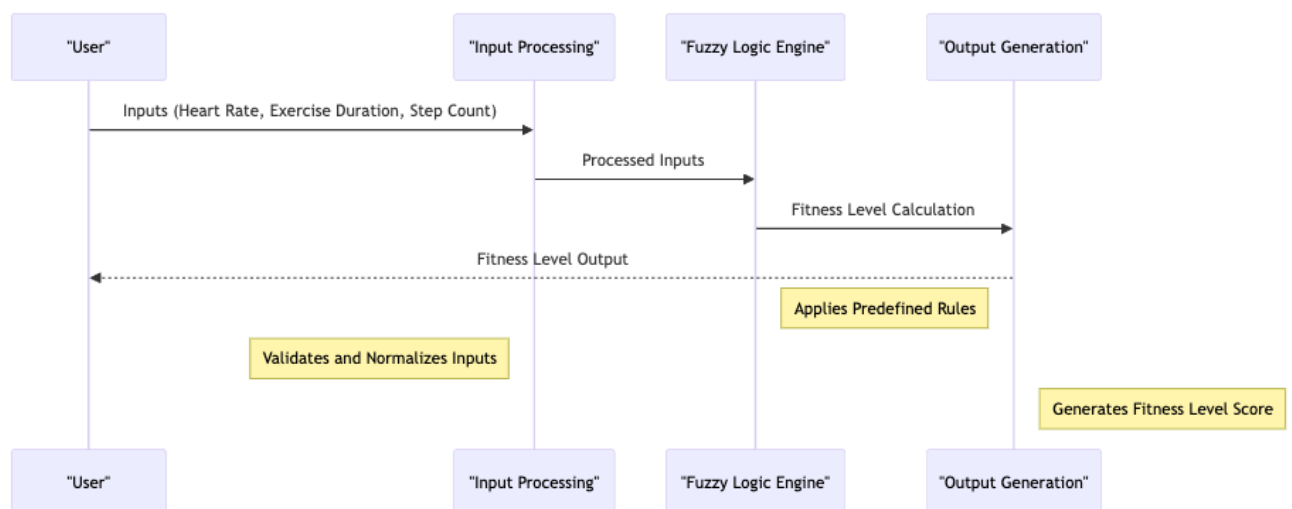 "User"
"Input Processing"
"Fuzzy Logic Engine"
"Output Generation"
Inputs (Heart Rate, Exercise Duration, Step Count)
Processed Inputs
Fitness Level Calculation
Fitness Level Output
Applies Predefined Rules
Validates and Normalizes Inputs
Generates Fitness Level Score
"User"
"Input Processing"
"Fuzzy Logic Engine"
"Output Generation"